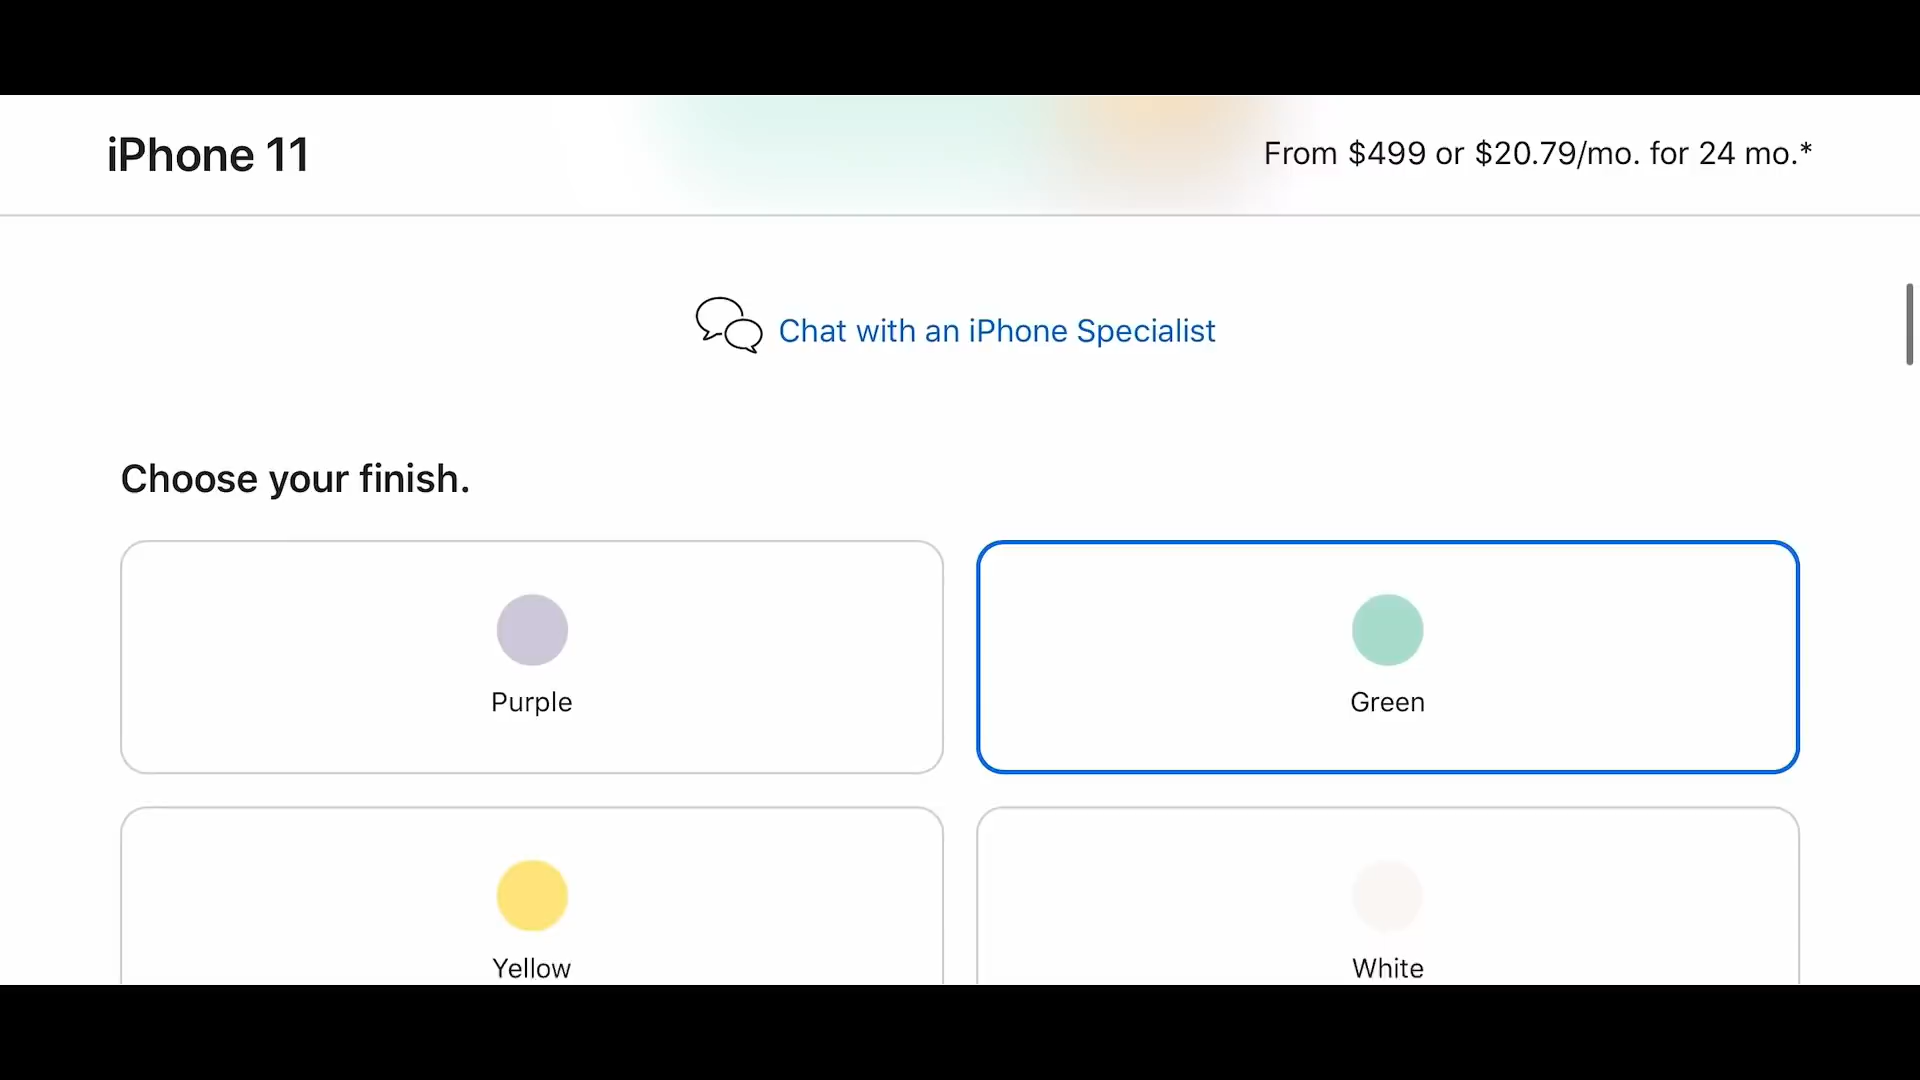 iPhone 11
From $499 or $20.79/mo. for 24 mo.*
Chat with an iPhone Specialist
Choose your finish.
Purple
Green
Yellow
White